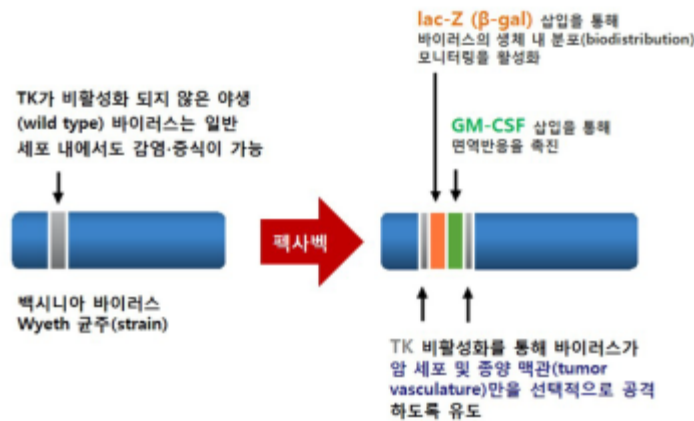 lac-Z (β-gal) 삽입을 통해
바이러스의 생체 내 분포(biodistribution)
모니터링을 활성화
TK가 비활성화 되지 않은 야생
(wild type) 바이러스는 일반
세포 내에서도 감염·증식이 가능
GM-CSF 삽입을 통해
면역반응을 촉진
펙사벡
백시니아 바이러스
Wyeth 균주(strain)
TK 비활성화를 통해 바이러스가
암 세포 및 종양 맥관(tumor
vasculature)만을 선택적으로 공격
하도록 유도